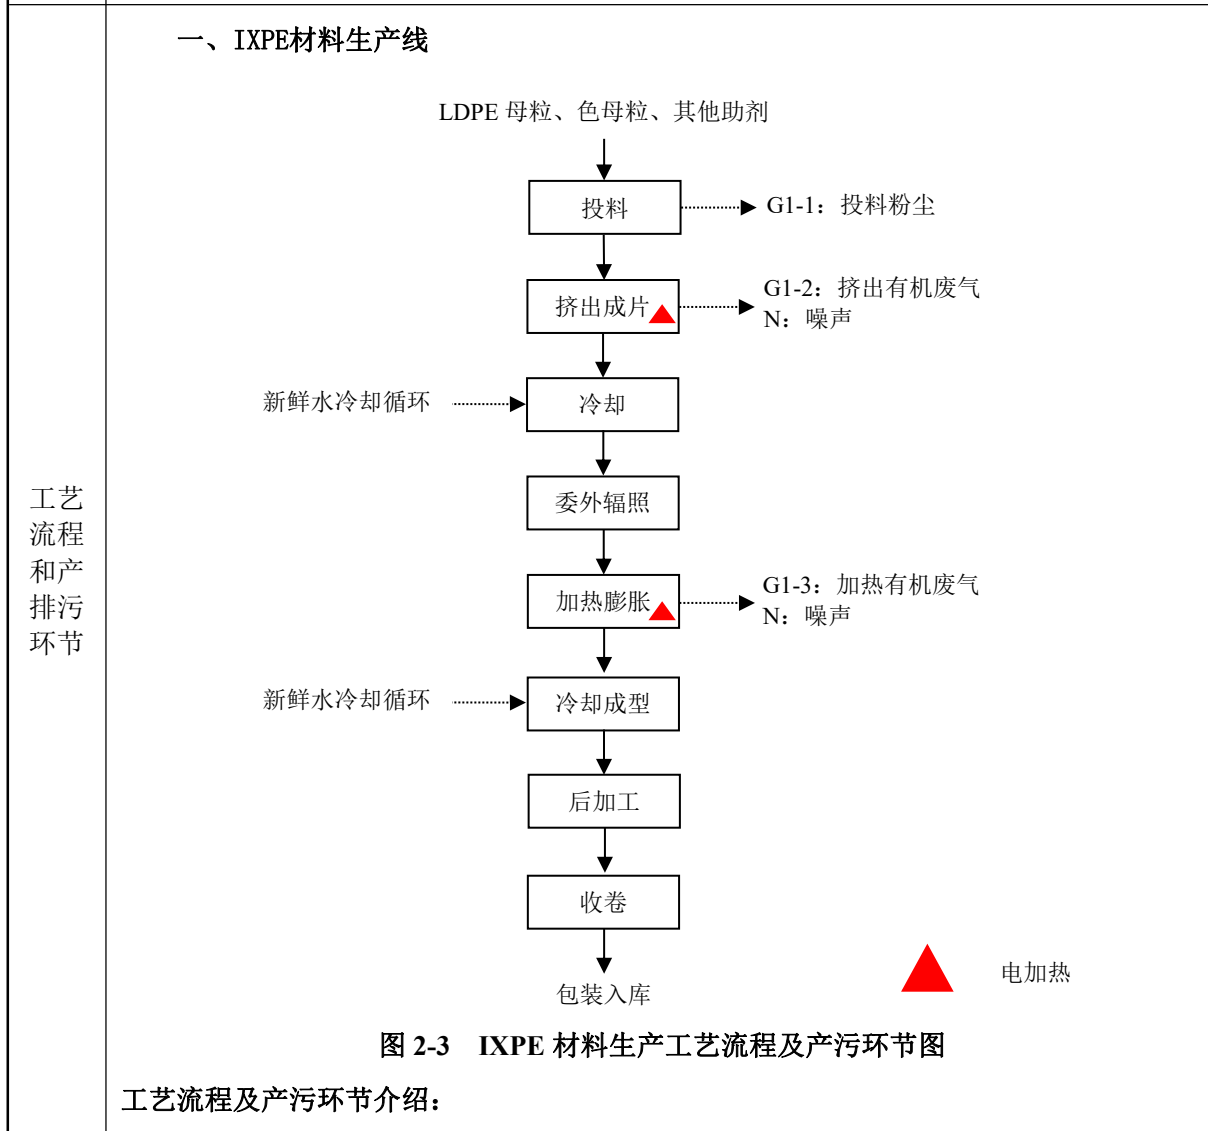 一、IXPE材料生产线
LDPE 母粒、色母粒、其他助剂
投料
G1-1：投料粉尘
挤出成片
G1-2：挤出有机废气
N：噪声
新鲜水冷却循环
冷却
委外辐照
加热膨胀
G1-3：加热有机废气
N：噪声
新鲜水冷却循环
冷却成型
后加工
收卷
包装入库
电加热
图 2-3 IXPE 材料生产工艺流程及产污环节图
工艺流程及产污环节介绍：
工艺
流程
和产
排污
环节